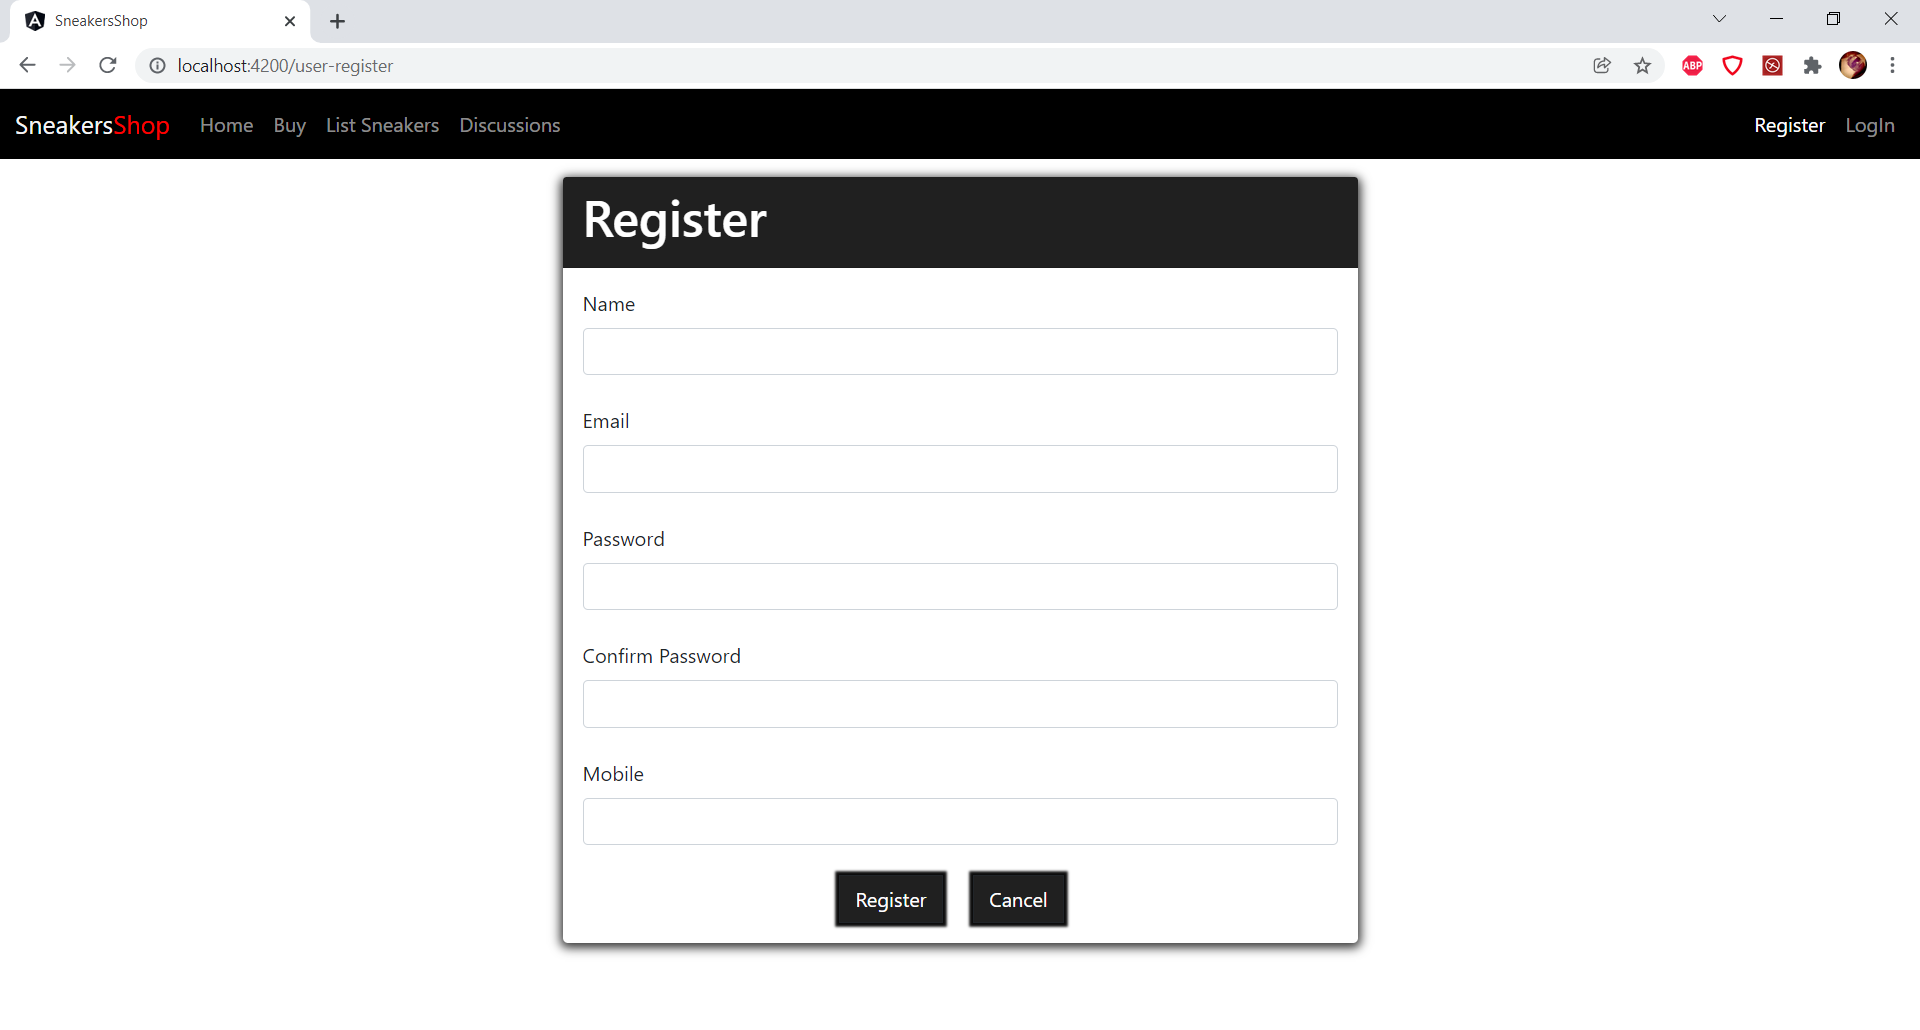 SneakersShop
localhost:4200/user-register
ABP
SneakersShop Home Buy List Sneakers Discussions Register LogIn
Register
Name
Email
Password
Confirm Password
Mobile
Register Cancel